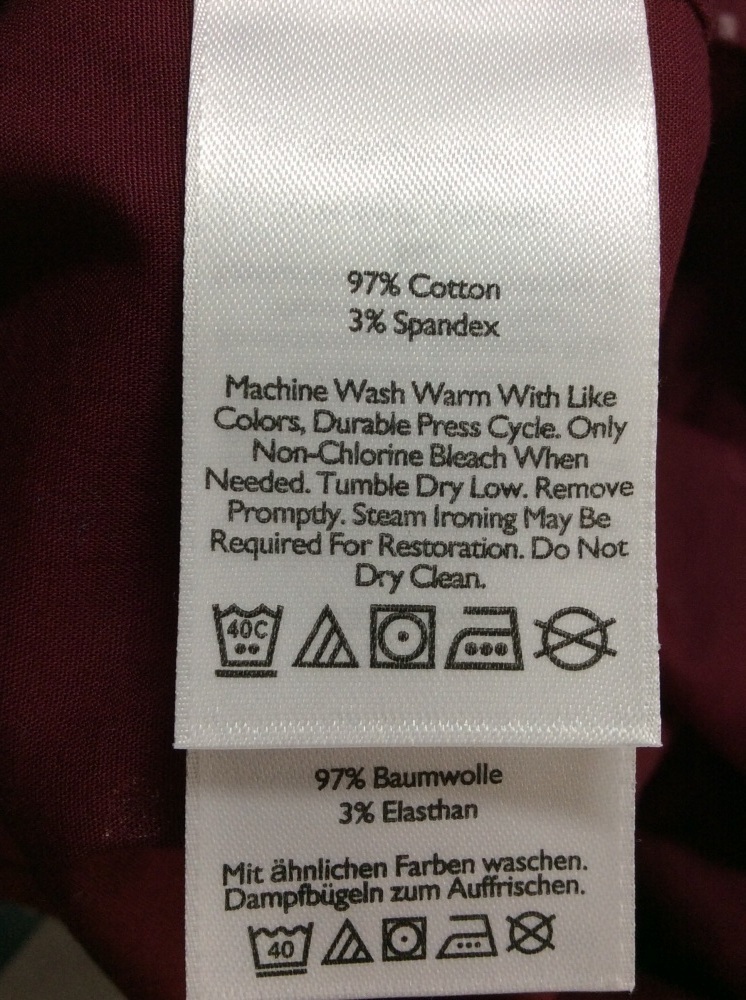 97% Cotton
3% Spandex
Machine Wash Warm With Like
Colors, Durable Press Cycle. Only
Non-Chlorine Bleach When
Needed. Tumble Dry Low. Remove
Promptly. Steam Ironing May Be
Required For Restoration. Do Not
Dry Clean.
40C
97% Baumwolle
3% Elasthan
Mit ähnlichen Farben waschen.
Dampfbügeln zum Auffrischen.
40